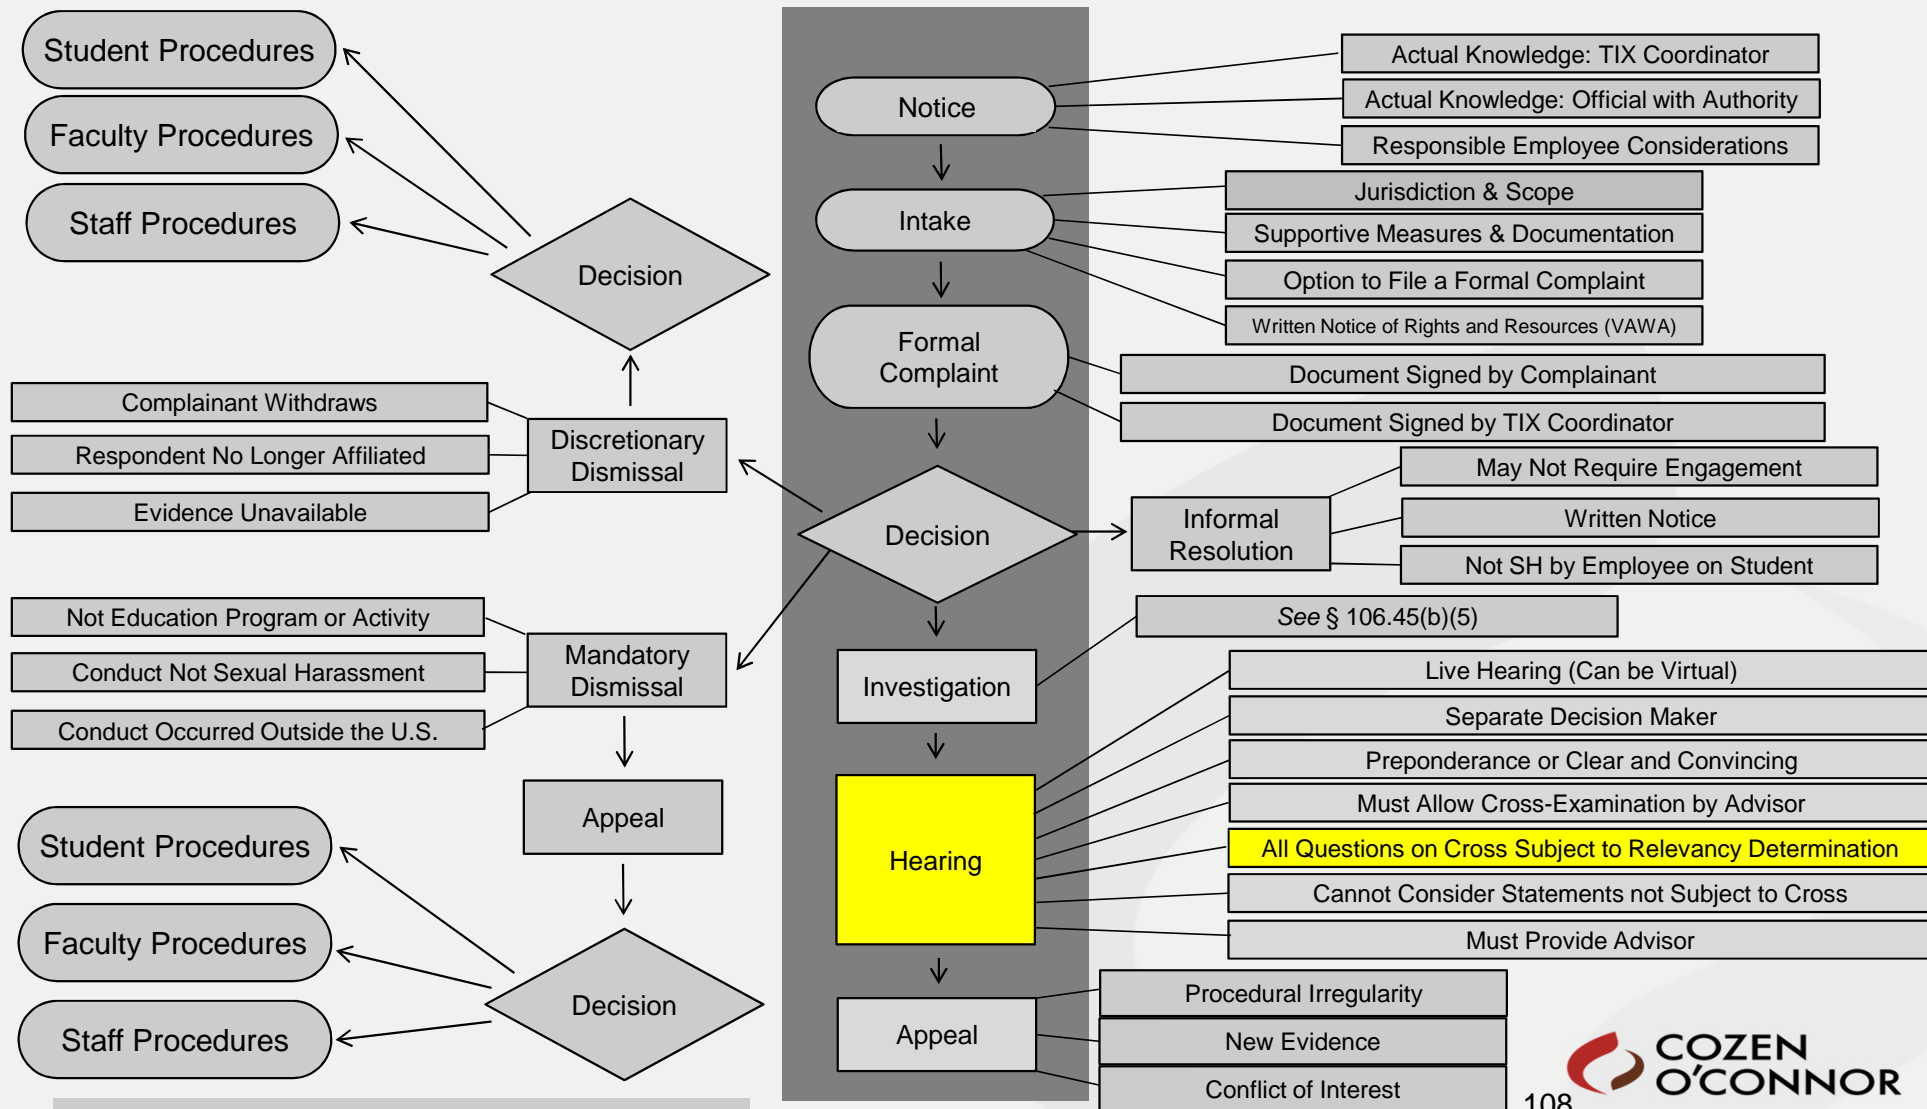 Student Procedures
Faculty Procedures
Staff Procedures
Decision
Complainant Withdraws
Respondent No Longer Affiliated
Evidence Unavailable
Discretionary
Dismissal
Not Education Program or Activity
Conduct Not Sexual Harassment
Conduct Occurred Outside the U.S.
Mandatory
Dismissal
Appeal
Student Procedures
Faculty Procedures
Staff Procedures
Decision
Notice
Actual Knowledge: TIX Coordinator
Actual Knowledge: Official with Authority
Responsible Employee Considerations
Intake
Jurisdiction & Scope
Supportive Measures & Documentation
Option to File a Formal Complaint
Written Notice of Rights and Resources (VAWA)
Formal
Complaint
Document Signed by Complainant
Document Signed by TIX Coordinator
Decision
Informal
Resolution
May Not Require Engagement
Written Notice
Not SH by Employee on Student
Investigation
See § 106.45(b)(5)
Hearing
Live Hearing (Can be Virtual)
Separate Decision Maker
Preponderance or Clear and Convincing
Must Allow Cross-Examination by Advisor
All Questions on Cross Subject to Relevancy Determination
Cannot Consider Statements not Subject to Cross
Must Provide Advisor
Appeal
Procedural Irregularity
New Evidence
Conflict of Interest
108
COZEN
O'CONNOR